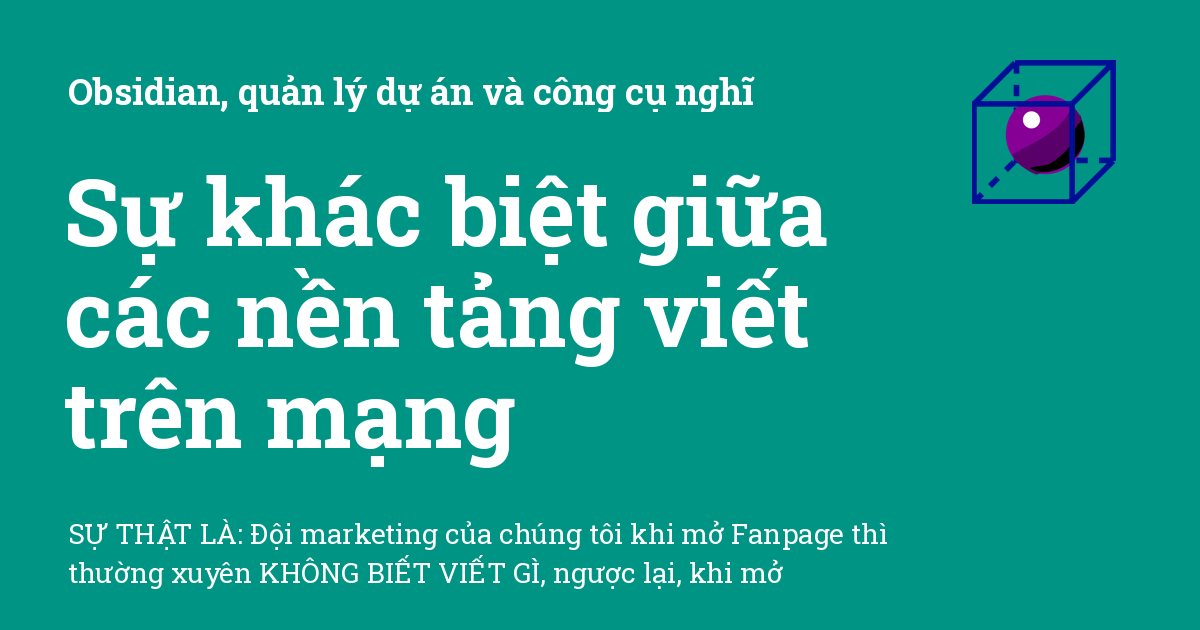 Obsidian, quản lý dự án và công cụ nghĩ
Sự khác biệt giữa
các nền tảng viết
trên mạng
SỰ THẬT LÀ: Đội marketing của chúng tôi khi mở Fanpage thì
thường xuyên KHÔNG BIẾT VIẾT GÌ, ngược lại, khi mở